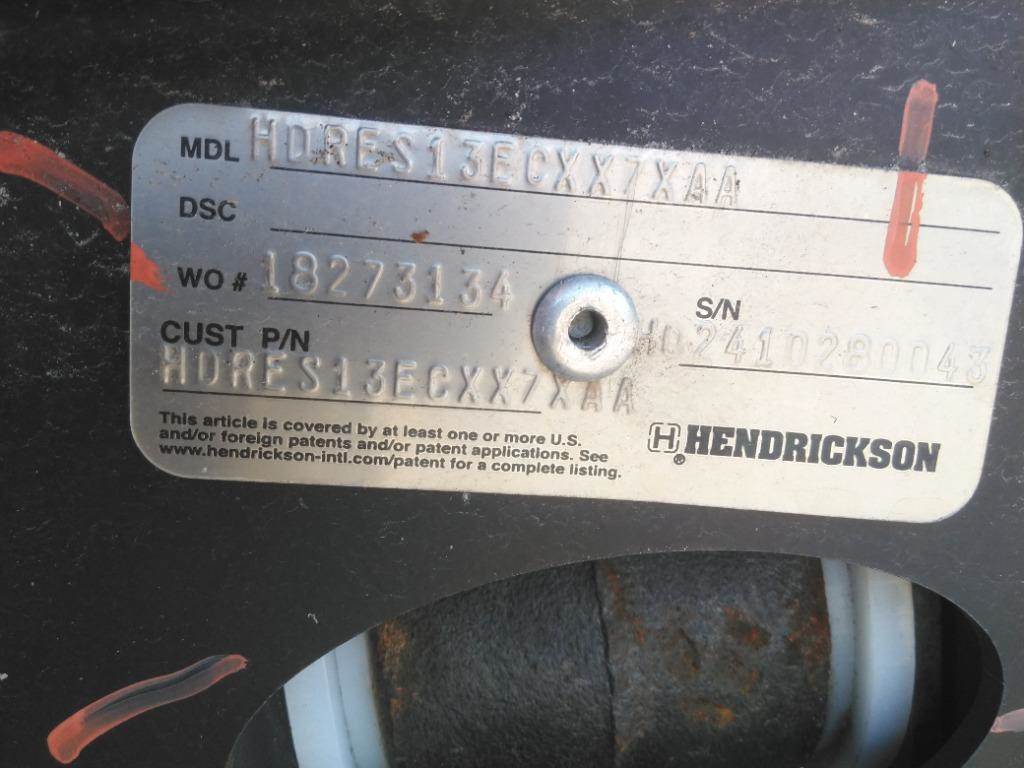 MDL HDRES13ECXX7XAA
DSC
WO # 18273134
S/N HD2410280043
CUST P/N
HDRES13ECXX7XAA
This article is covered by at least one or more U.S.
and/or foreign patents and/or patent applications. See
www.hendrickson-intl.com/patent for a complete listing.
H HENDRICKSON
®